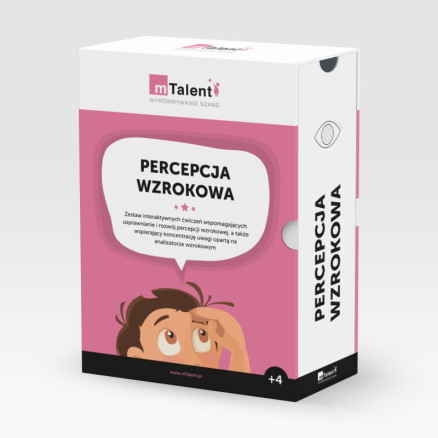 mTalent
WYRÓWNYWANIE SZANS
PERCEPCJA
WZROKOWA
Zestaw interaktywnych ćwiczeń wspomagających
usprawnianie i rozwój percepcji wzrokowej, a także
wspierający koncentrację uwagi opartą na
analizatorze wzrokowym
www.mTalent.pl
+4
PERCEPCJA
WZROKOWA
mTalent